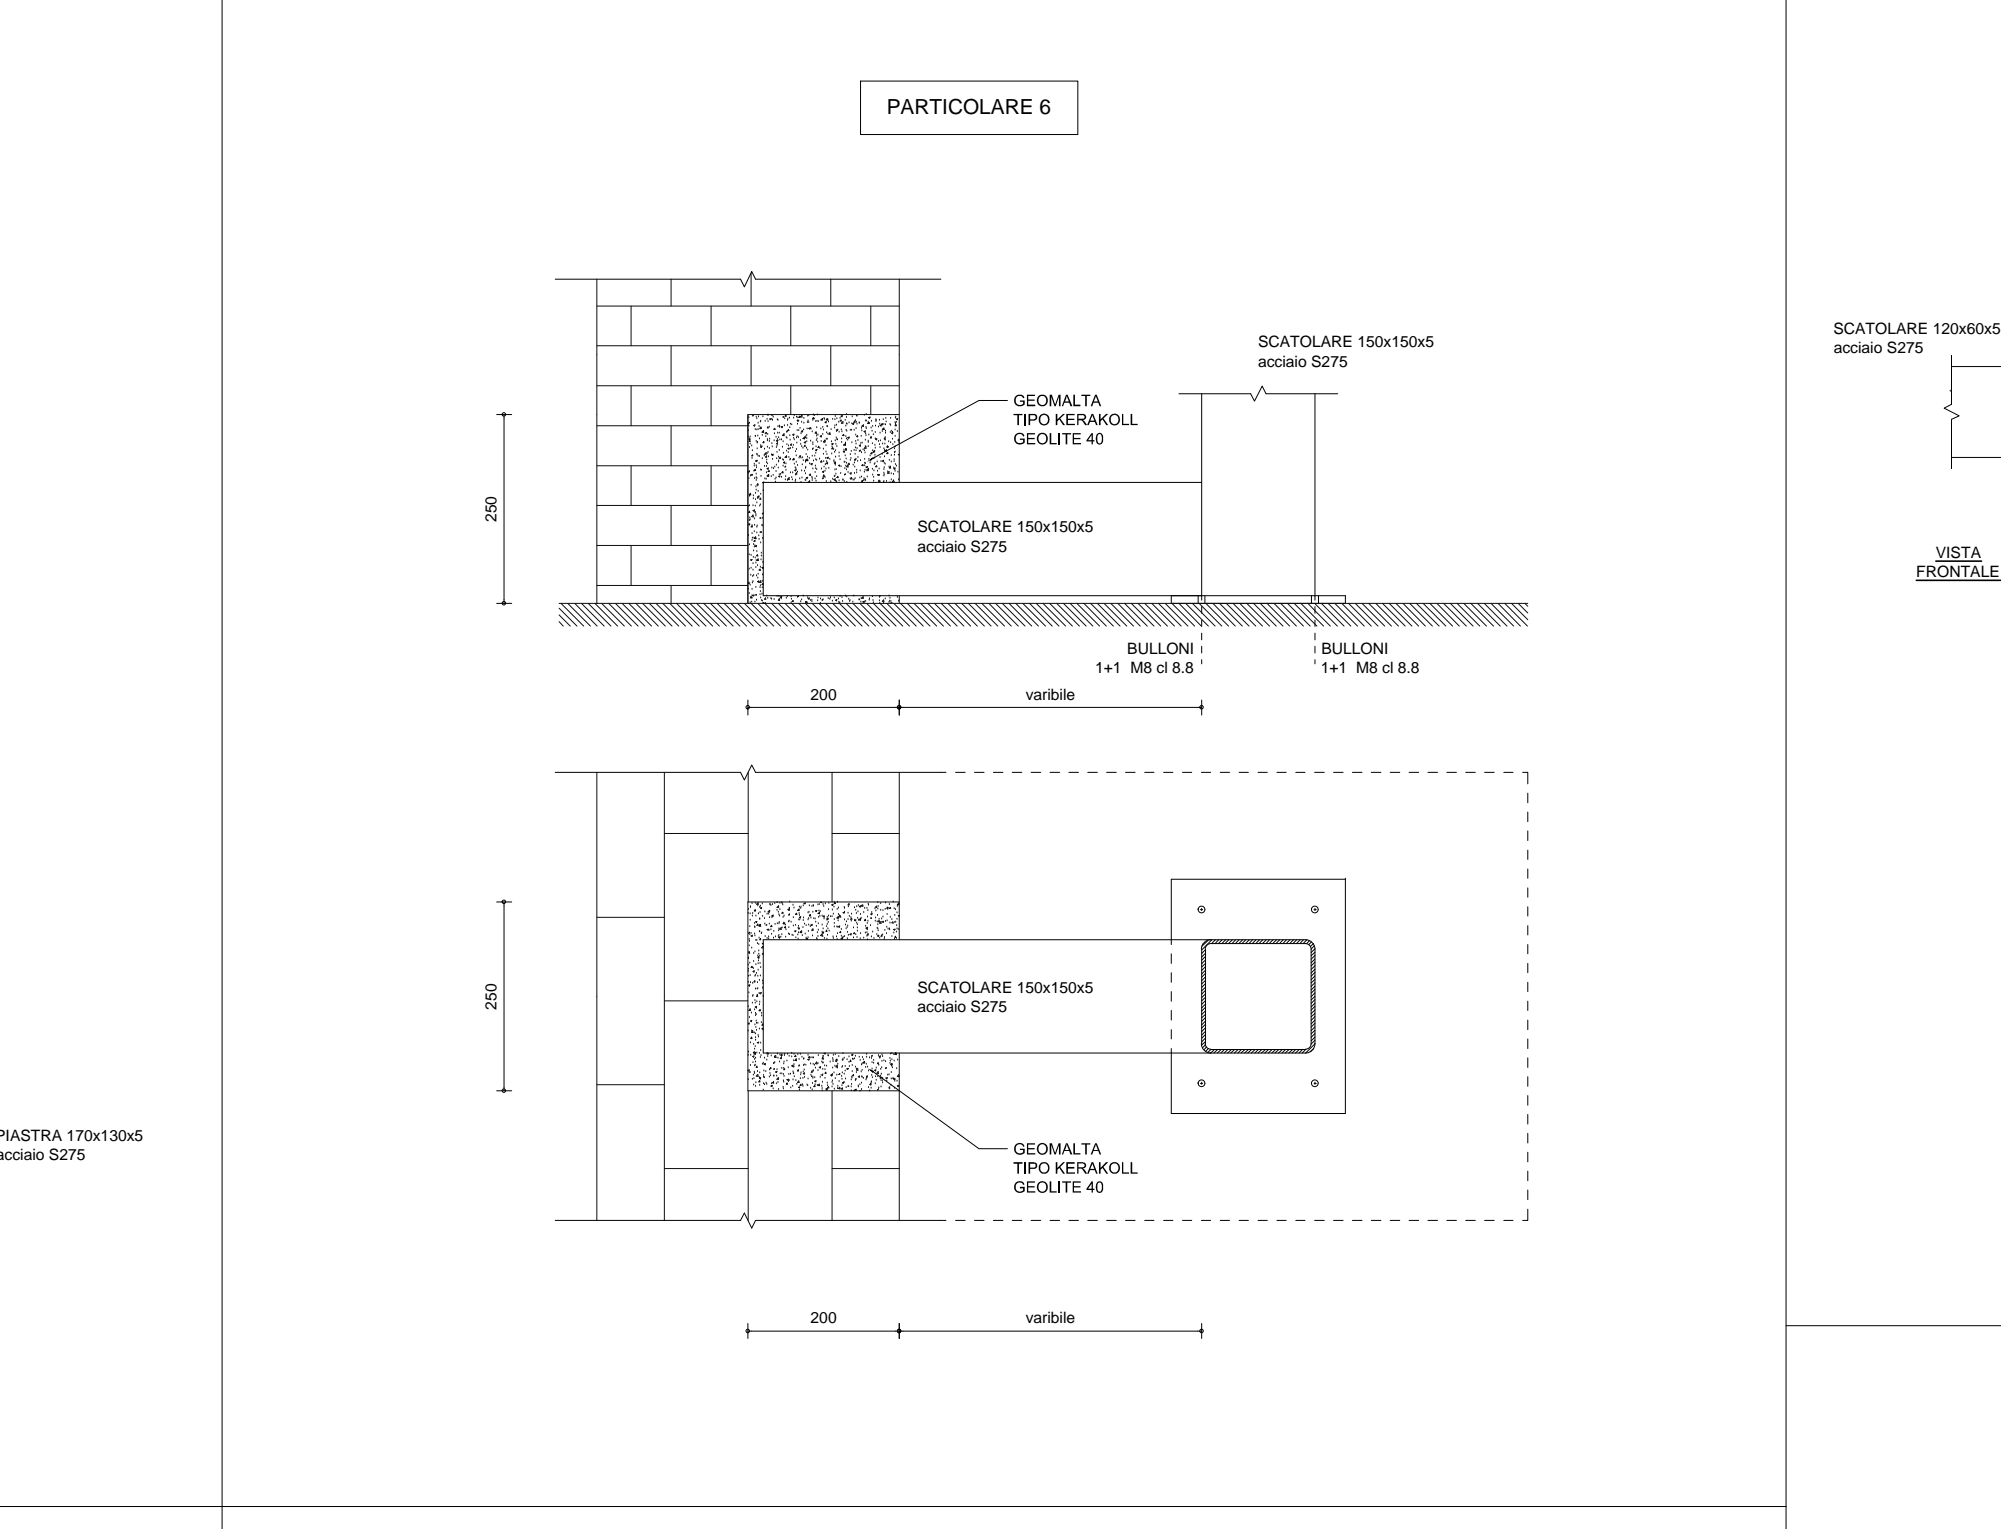 PARTICOLARE 6
SCATOLARE 150x150x5
acciaio S275
GEOMALTA
TIPO KERAKOLL
GEOLITE 40
250
SCATOLARE 150x150x5
acciaio S275
BULLONI
1+1 M8 cl 8.8
BULLONI
1+1 M8 cl 8.8
200
varibile
250
SCATOLARE 150x150x5
acciaio S275
GEOMALTA
TIPO KERAKOLL
GEOLITE 40
200
varibile
PIASTRA 170x130x5
acciaio S275
SCATOLARE 120x60x5
acciaio S275
VISTA
FRONTALE